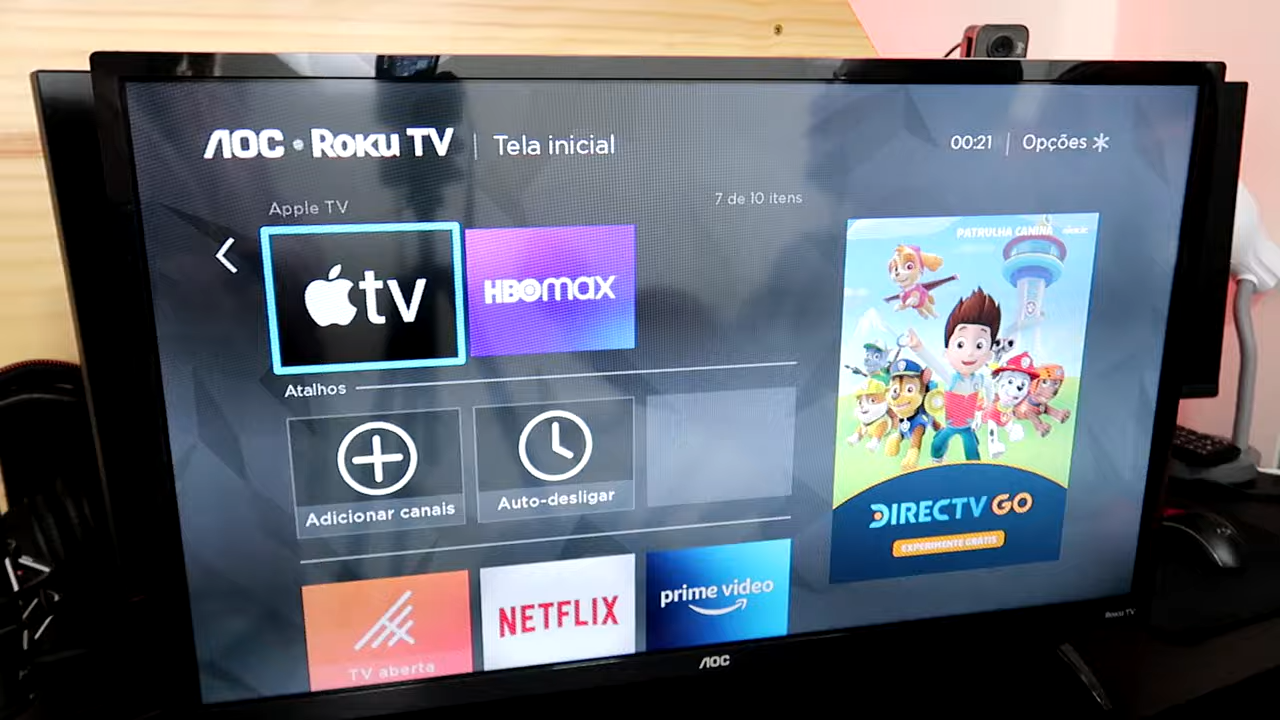 AOC • Roku TV | Tela inicial
00:21 | Opções
Apple TV
7 de 10 itens
tv
HBOmax
Atalhos
Adicionar canais
Auto-desligar
TV aberta
NETFLIX
prime video
PATRULHA CANINA
DIRECTV GO
EXPERIMENTE GRÁTIS
AOC
Roku TV